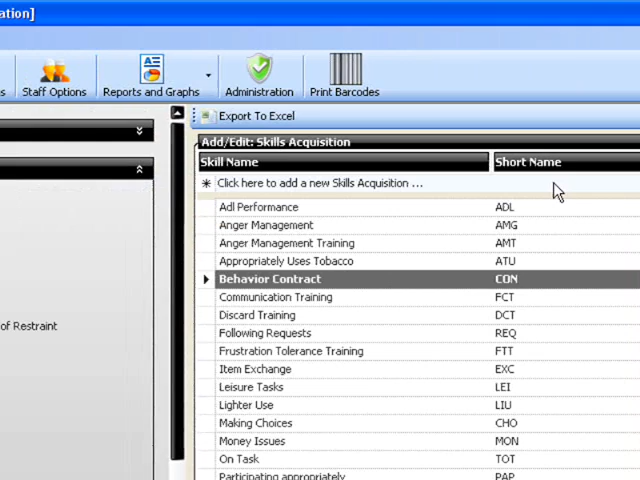 ation]
s
Staff Options
Reports and Graphs
Administration
Print Barcodes
Export To Excel
Add/Edit: Skills Acquisition
Skill Name Short Name
Click here to add a new Skills Acquisition ...
Adl Performance ADL
Anger Management AMG
Anger Management Training AMT
Appropriately Uses Tobacco ATU
Behavior Contract CON
Communication Training FCT
Discard Training DCT
Following Requests REQ
of Restraint
Frustration Tolerance Training FTT
Item Exchange EXC
Leisure Tasks LEI
Lighter Use LIU
Making Choices CHO
Money Issues MON
On Task TOT
Participating appropriately PAP